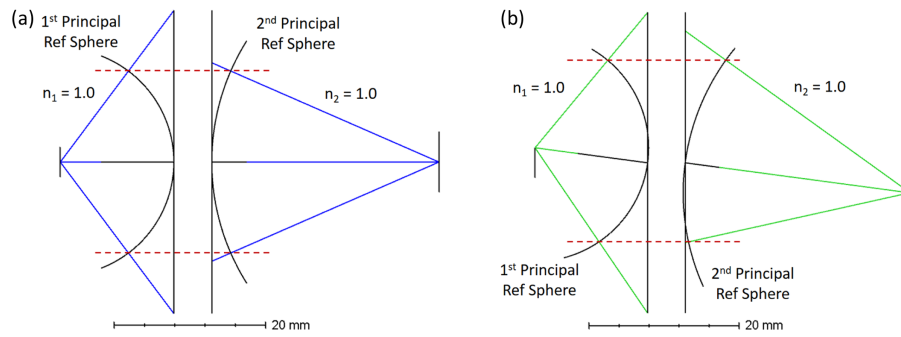 (a)
1st Principal
Ref Sphere
2nd Principal
Ref Sphere
n1 = 1.0
n2 = 1.0
20 mm
(b)
n1 = 1.0
n2 = 1.0
1st Principal
Ref Sphere
2nd Principal
Ref Sphere
20 mm